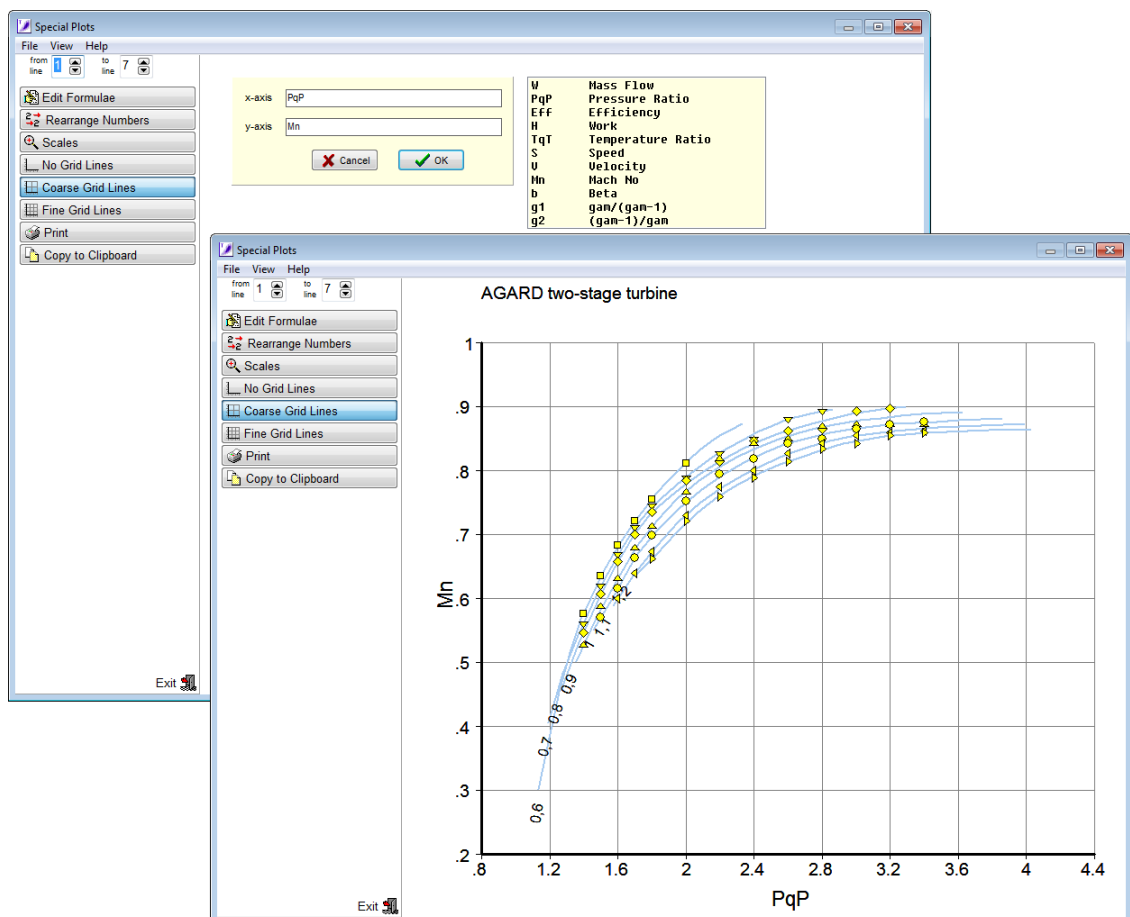 Special Plots
File View Help
from line 1 to line 7
Edit Formulae
Rearrange Numbers
Scales
No Grid Lines
Coarse Grid Lines
Fine Grid Lines
Print
Copy to Clipboard
Exit
x-axis PqP
y-axis Mn
Cancel OK
W Mass Flow
PqP Pressure Ratio
Eff Efficiency
H Work
TqT Temperature Ratio
S Speed
V Velocity
Mn Mach No
b Beta
g1 gam/(gam-1)
g2 (gam-1)/gam
Special Plots
File View Help
from line 1 to line 7
Edit Formulae
Rearrange Numbers
Scales
No Grid Lines
Coarse Grid Lines
Fine Grid Lines
Print
Copy to Clipboard
Exit
AGARD two-stage turbine
1
.9
.8
.7
.6
.5
.4
.3
.2
Mn
0,6
0,7
0,8
0,9
1
1,1
.8 1.2 1.6 2 2.4 2.8 3.2 3.6 4 4.4
PqP